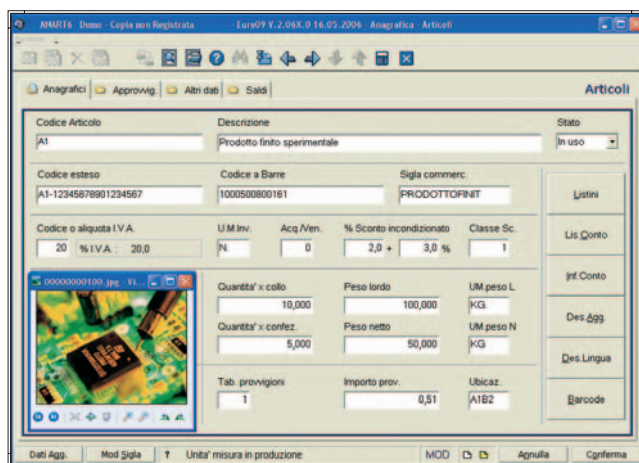 AMART6 Demo - Copia non Registrata - Euro09 V.2.06X.0 16.05.2006 - Anagrafica - Articoli
Anagrafici Approvvig. Altri dati Saldi Articoli
Codice Articolo Descrizione Stato
A1 Prodotto finito sperimentale In uso
Codice esteso Codice a Barre Sigla commerc.
A1-12345678901234567 1000500800161 PRODOTTOFINIT Listini
Codice o aliquota I.V.A. U.M.Inv. Acq./Ven. % Sconto incondizionato Classe Sc. Lis.Conto
20 % I.V.A. : 20,0 N. 0 2,0 + 3,0 % 1
00000000100.jpg - Vi... Inf.Conto
Quantita' x collo Peso lordo UM.peso L
10,000 100,000 KG. Des.Agg.
Quantita' x confez. Peso netto UM.peso N
5,000 50,000 KG Des.Lingua
Tab. provvigioni Importo prov. Ubicaz.
1 0,51 A1B2 Barcode
Dati Agg. Mod Sigla ? Unita' misura in produzione MOD Annulla Conferma